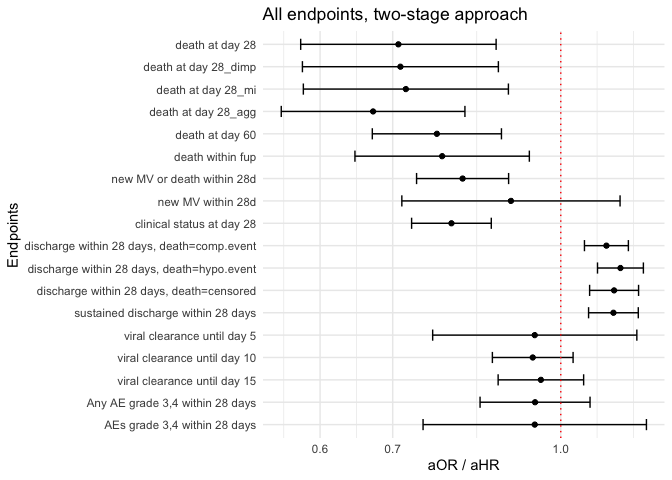 All endpoints, two-stage approach
Endpoints
death at day 28
death at day 28_dimp
death at day 28_mi
death at day 28_agg
death at day 60
death within fup
new MV or death within 28d
new MV within 28d
clinical status at day 28
discharge within 28 days, death=comp.event
discharge within 28 days, death=hypo.event
discharge within 28 days, death=censored
sustained discharge within 28 days
viral clearance until day 5
viral clearance until day 10
viral clearance until day 15
Any AE grade 3,4 within 28 days
AEs grade 3,4 within 28 days
0.6 0.7 1.0
aOR / aHR